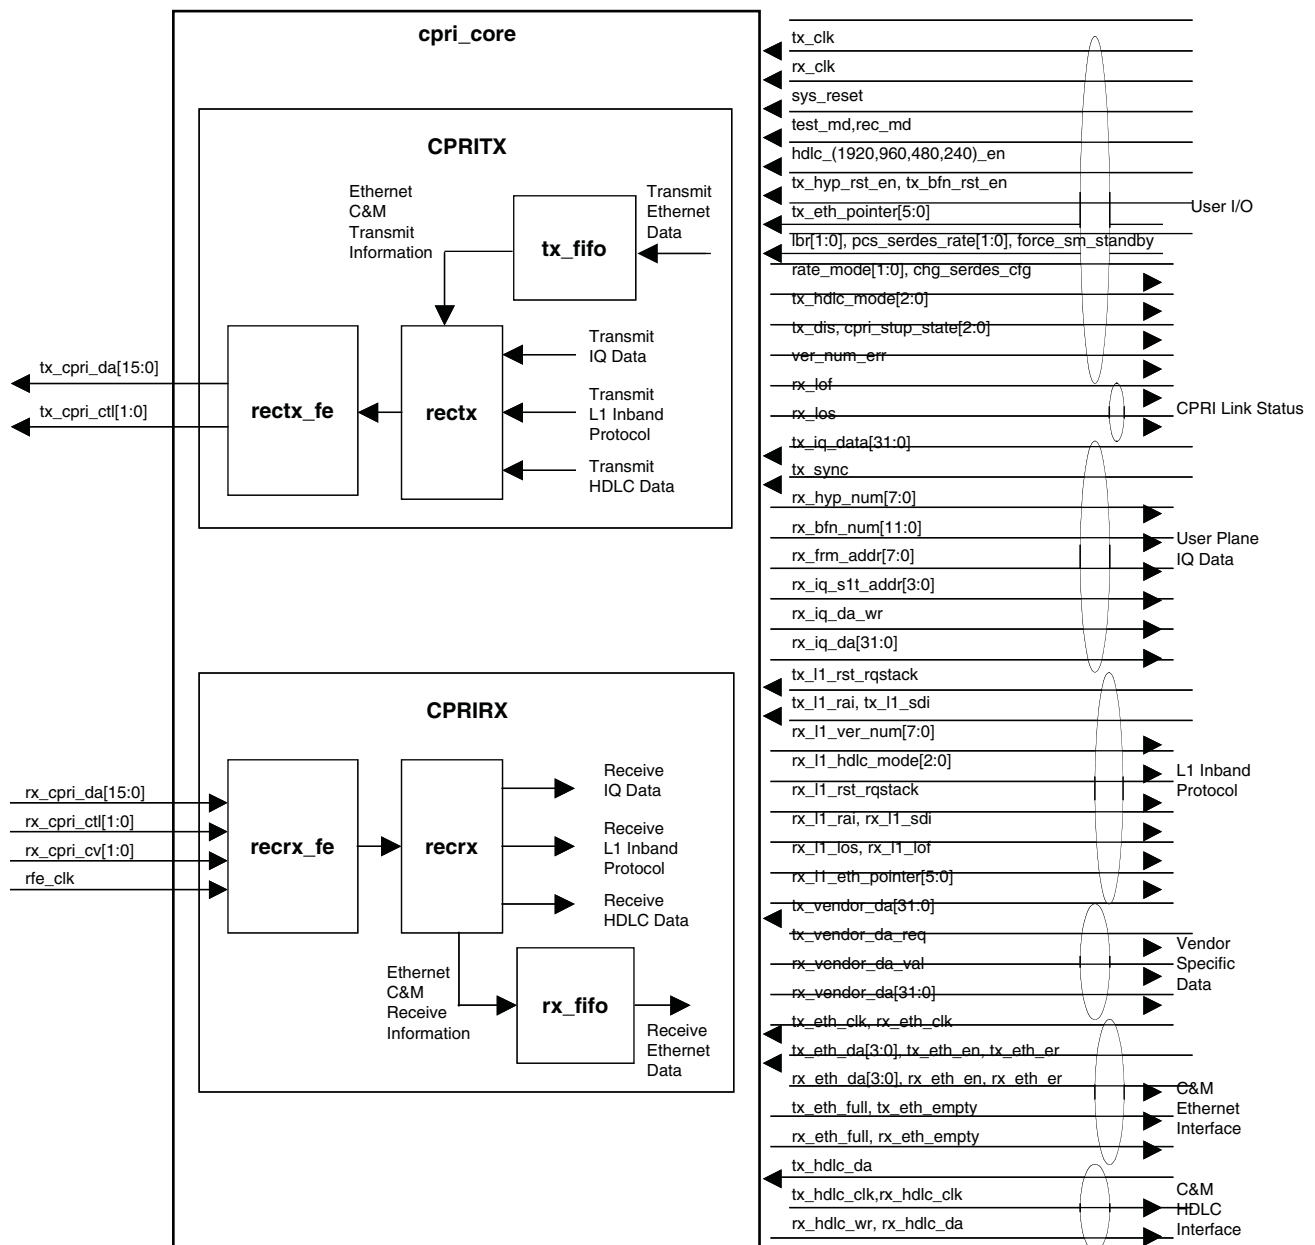 cpri_core
CPRITX
Ethernet
C&M
Transmit
Information
Transmit
Ethernet
Data
tx_fifo
Transmit
IQ Data
Transmit
L1 Inband
Protocol
Transmit
HDLC Data
rectx_fe
rectx
tx_cpri_da[15:0]
tx_cpri_ctl[1:0]
CPRIRX
rx_cpri_da[15:0]
rx_cpri_ctl[1:0]
rx_cpri_cv[1:0]
rfe_clk
recrx_fe
recrx
Receive
IQ Data
Receive
L1 Inband
Protocol
Receive
HDLC Data
Ethernet
C&M
Receive
Information
rx_fifo
Receive
Ethernet
Data
tx_clk
rx_clk
sys_reset
test_md,rec_md
hdlc_(1920,960,480,240)_en
tx_hyp_rst_en, tx_bfn_rst_en
tx_eth_pointer[5:0]
lbr[1:0], pcs_serdes_rate[1:0], force_sm_standby
rate_mode[1:0], chg_serdes_cfg
tx_hdlc_mode[2:0]
tx_dis, cpri_stup_state[2:0]
ver_num_err
User I/O
rx_lof
rx_los
CPRI Link Status
tx_iq_data[31:0]
tx_sync
rx_hyp_num[7:0]
rx_bfn_num[11:0]
rx_frm_addr[7:0]
rx_iq_s1t_addr[3:0]
rx_iq_da_wr
rx_iq_da[31:0]
User Plane
IQ Data
tx_l1_rst_rqstack
tx_l1_rai, tx_l1_sdi
rx_l1_ver_num[7:0]
rx_l1_hdlc_mode[2:0]
rx_l1_rst_rqstack
rx_l1_rai, rx_l1_sdi
rx_l1_los, rx_l1_lof
rx_l1_eth_pointer[5:0]
L1 Inband
Protocol
tx_vendor_da[31:0]
tx_vendor_da_req
rx_vendor_da_val
rx_vendor_da[31:0]
Vendor
Specific
Data
tx_eth_clk, rx_eth_clk
tx_eth_da[3:0], tx_eth_en, tx_eth_er
rx_eth_da[3:0], rx_eth_en, rx_eth_er
tx_eth_full, tx_eth_empty
rx_eth_full, rx_eth_empty
C&M
Ethernet
Interface
tx_hdlc_da
tx_hdlc_clk,rx_hdlc_clk
rx_hdlc_wr, rx_hdlc_da
C&M
HDLC
Interface